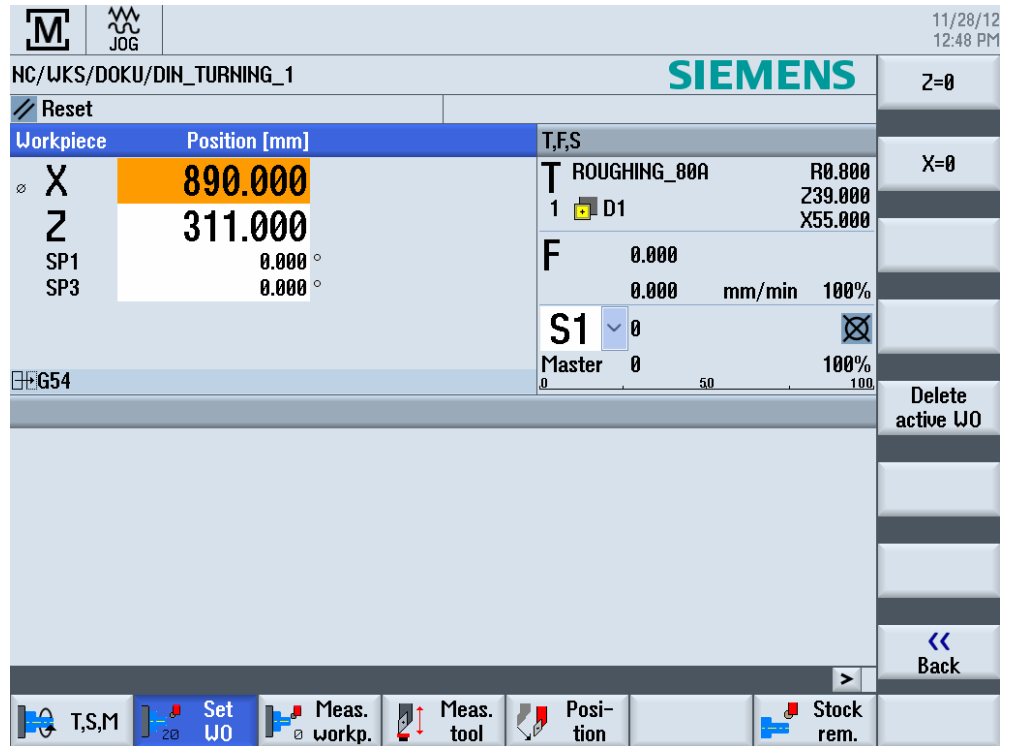 M
JOG
11/28/12
12:48 PM
NC/WKS/DOKU/DIN_TURNING_1
SIEMENS
Reset
Workpiece Position [mm]
T,F,S
⌀ X 890.000
Z 311.000
SP1 0.000 °
SP3 0.000 °
G54
T ROUGHING_80A R0.800
Z39.000
1 D1
X55.000
F 0.000
0.000 mm/min 100%
S1 0
Master 0 100%
0 50 100
Z=0
X=0
Delete
active WO
<<
Back
>
T,S,M
20
Set
WO
⌀
Meas.
workp.
Meas.
tool
Posi-
tion
Stock
rem.